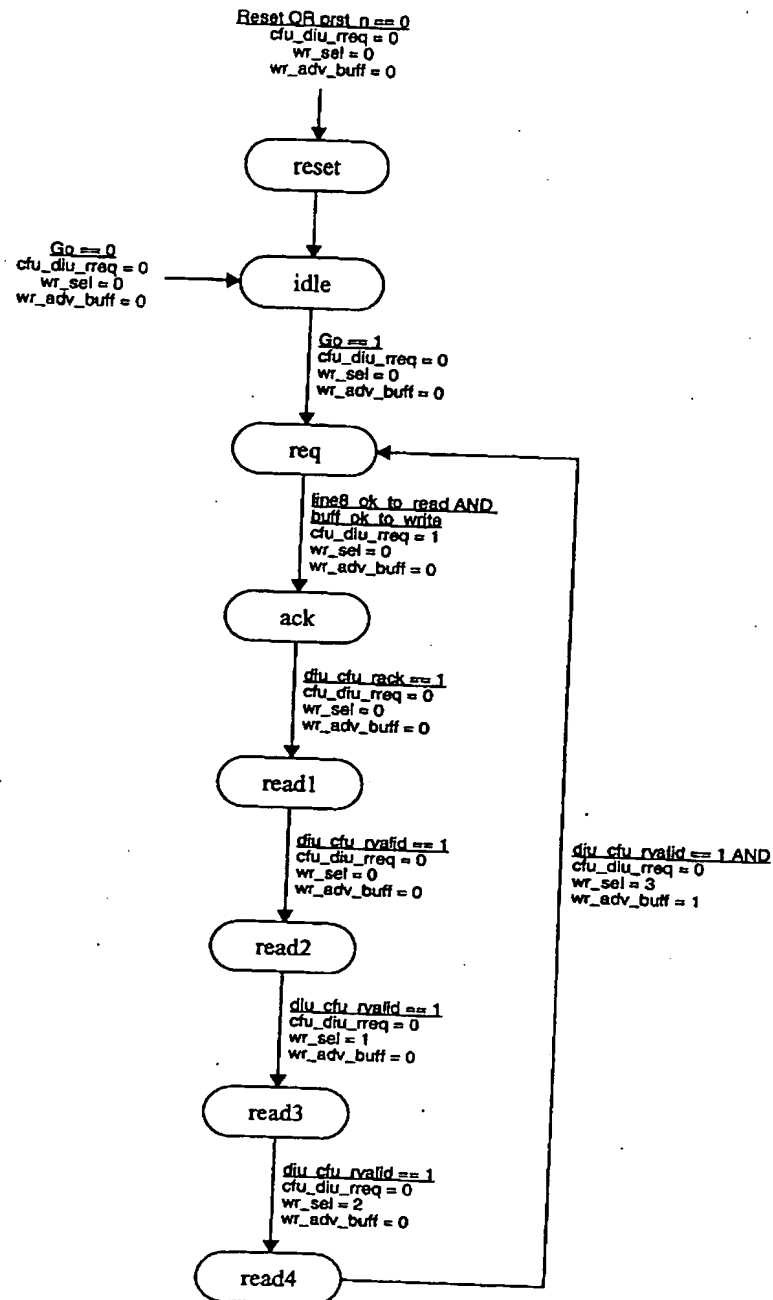 Reset OR prst_n == 0
cfu_diu_rreq = 0
wr_sel = 0
wr_adv_buff = 0
reset
Go == 0
cfu_diu_rreq = 0
wr_sel = 0
wr_adv_buff = 0
idle
Go == 1
cfu_diu_rreq = 0
wr_sel = 0
wr_adv_buff = 0
req
line8_ok_to_read AND
buff_ok_to_write
cfu_diu_rreq = 1
wr_sel = 0
wr_adv_buff = 0
ack
diu_cfu_rack == 1
cfu_diu_rreq = 0
wr_sel = 0
wr_adv_buff = 0
read1
diu_cfu_rvalid == 1
cfu_diu_rreq = 0
wr_sel = 0
wr_adv_buff = 0
diu_cfu_rvalid == 1 AND
cfu_diu_rreq = 0
wr_sel = 3
wr_adv_buff = 1
read2
diu_cfu_rvalid == 1
cfu_diu_rreq = 0
wr_sel = 1
wr_adv_buff = 0
read3
diu_cfu_rvalid == 1
cfu_diu_rreq = 0
wr_sel = 2
wr_adv_buff = 0
read4